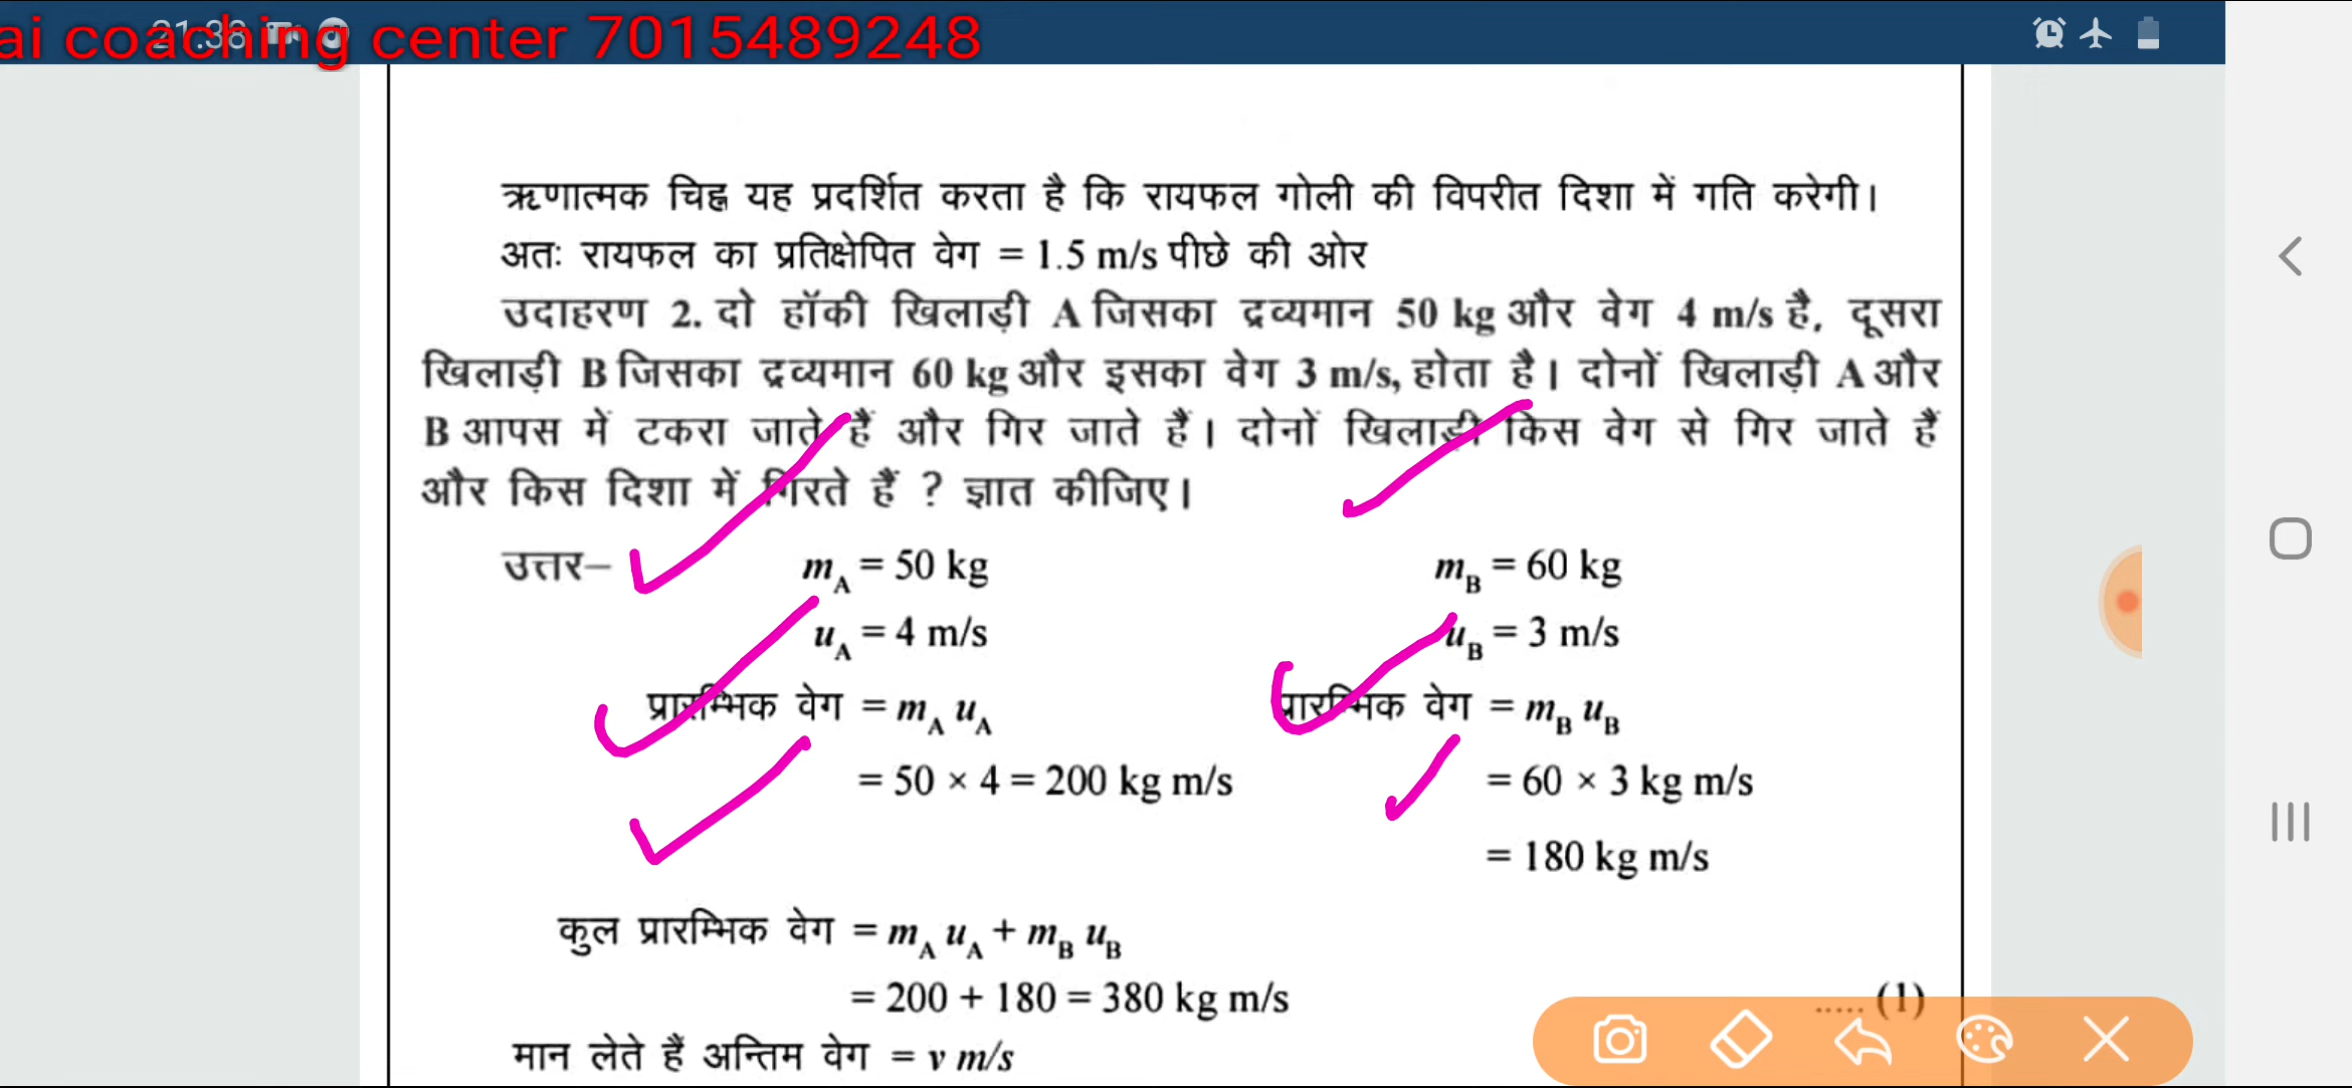 ai coaching center 7015489248
21:38
ऋणात्मक चिह्न यह प्रदर्शित करता है कि रायफल गोली की विपरीत दिशा में गति करेगी।
अतः रायफल का प्रतिक्षेपित वेग = 1.5 m/s पीछे की ओर
उदाहरण 2. दो हॉकी खिलाड़ी A जिसका द्रव्यमान 50 kg और वेग 4 m/s है, दूसरा
खिलाड़ी B जिसका द्रव्यमान 60 kg और इसका वेग 3 m/s, होता है। दोनों खिलाड़ी A और
B आपस में टकरा जाते हैं और गिर जाते हैं। दोनों खिलाड़ी किस वेग से गिर जाते हैं
और किस दिशा में गिरते हैं ? ज्ञात कीजिए।
उत्तर– m_A = 50 kg m_B = 60 kg
u_A = 4 m/s u_B = 3 m/s
प्रारम्भिक वेग = m_A u_A प्रारम्भिक वेग = m_B u_B
= 50 × 4 = 200 kg m/s = 60 × 3 kg m/s
= 180 kg m/s
कुल प्रारम्भिक वेग = m_A u_A + m_B u_B
= 200 + 180 = 380 kg m/s ..... (1)
मान लेते हैं अन्तिम वेग = v m/s